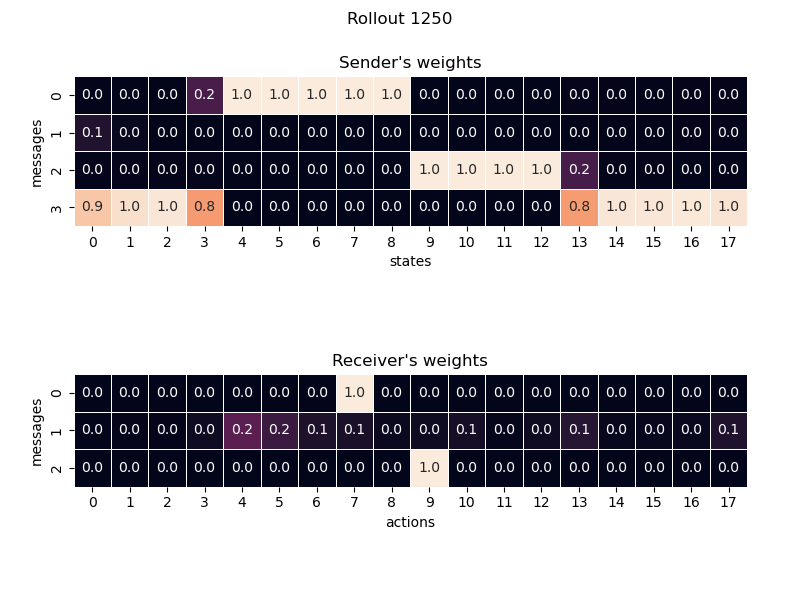 Rollout 1250
Sender's weights
0 0.0 0.0 0.0 0.2 1.0 1.0 1.0 1.0 1.0 0.0 0.0 0.0 0.0 0.0 0.0 0.0 0.0 0.0
1 0.1 0.0 0.0 0.0 0.0 0.0 0.0 0.0 0.0 0.0 0.0 0.0 0.0 0.0 0.0 0.0 0.0 0.0
2 0.0 0.0 0.0 0.0 0.0 0.0 0.0 0.0 0.0 1.0 1.0 1.0 1.0 0.2 0.0 0.0 0.0 0.0
3 0.9 1.0 1.0 0.8 0.0 0.0 0.0 0.0 0.0 0.0 0.0 0.0 0.0 0.8 1.0 1.0 1.0 1.0
messages
0 1 2 3 4 5 6 7 8 9 10 11 12 13 14 15 16 17
states
Receiver's weights
0 0.0 0.0 0.0 0.0 0.0 0.0 0.0 1.0 0.0 0.0 0.0 0.0 0.0 0.0 0.0 0.0 0.0 0.0
1 0.0 0.0 0.0 0.0 0.2 0.2 0.1 0.1 0.0 0.0 0.1 0.0 0.0 0.1 0.0 0.0 0.0 0.1
2 0.0 0.0 0.0 0.0 0.0 0.0 0.0 0.0 0.0 1.0 0.0 0.0 0.0 0.0 0.0 0.0 0.0 0.0
messages
0 1 2 3 4 5 6 7 8 9 10 11 12 13 14 15 16 17
actions